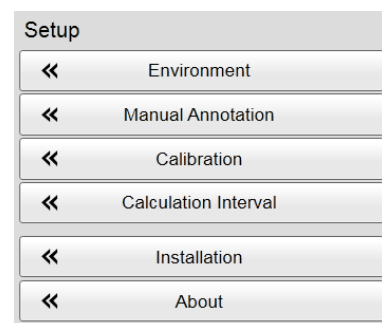 Setup
« Environment
« Manual Annotation
« Calibration
« Calculation Interval
« Installation
« About